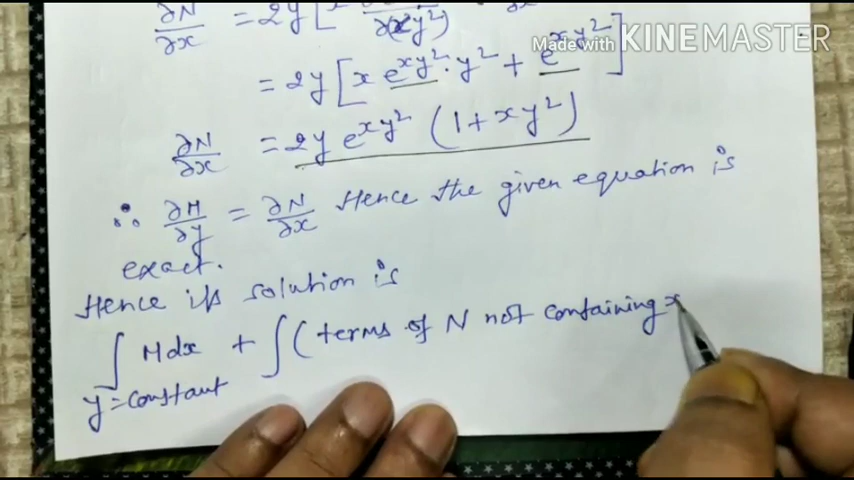 ∂N/∂x = 2y [x ∂(xy²)
= 2y [x e^xy² · y² + e^xy²]
Made with KINEMASTER
∂N/∂x = 2y e^xy² (1 + xy²)
∴ ∂M/∂y = ∂N/∂x Hence the given equation is
exact.
Hence its solution is
∫ Mdx + ∫ (terms of N not containing x
y = constant